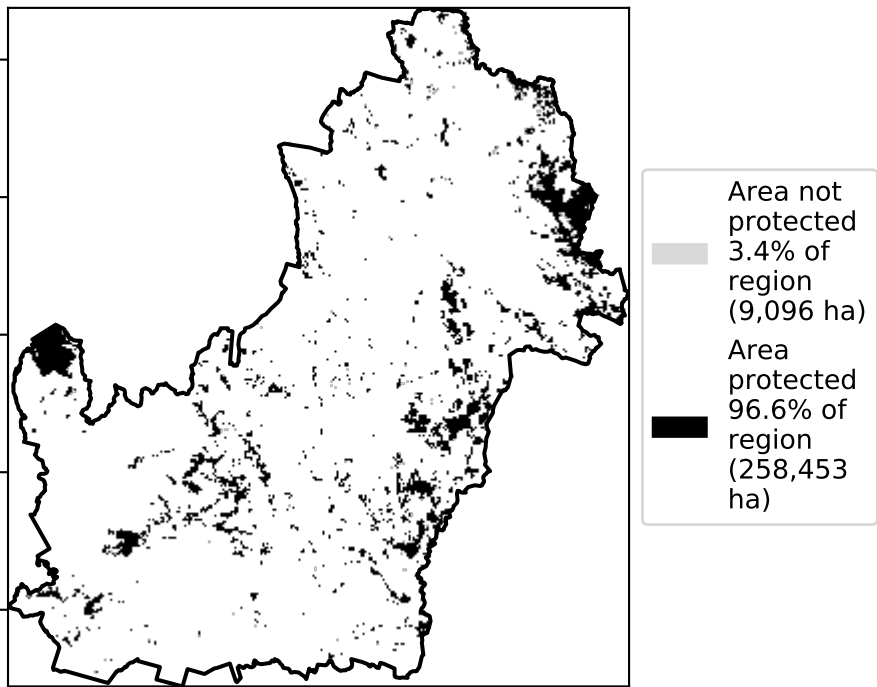 Area not
protected
3.4% of
region
(9,096 ha)
Area
protected
96.6% of
region
(258,453
ha)